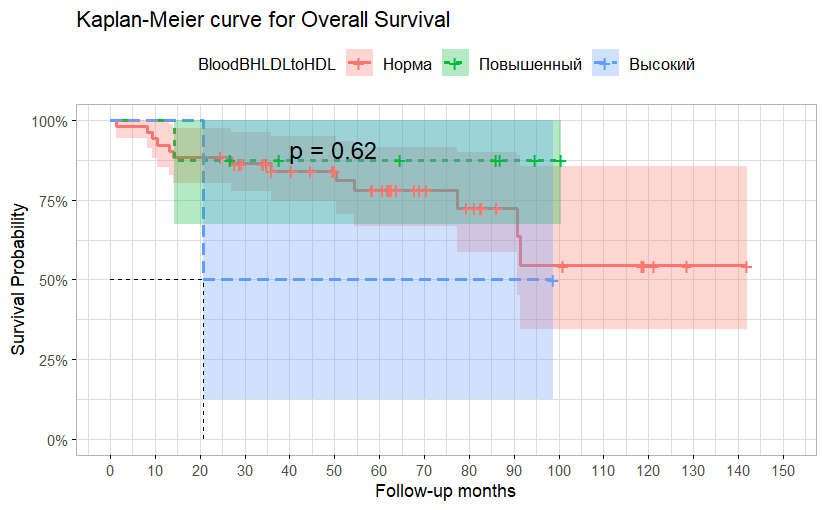 Kaplan-Meier curve for Overall Survival
BloodBHLDLtoHDL Норма Повышенный Высокий
100%
75%
50%
25%
0%
p = 0.62
Survival Probability
0 10 20 30 40 50 60 70 80 90 100 110 120 130 140 150
Follow-up months